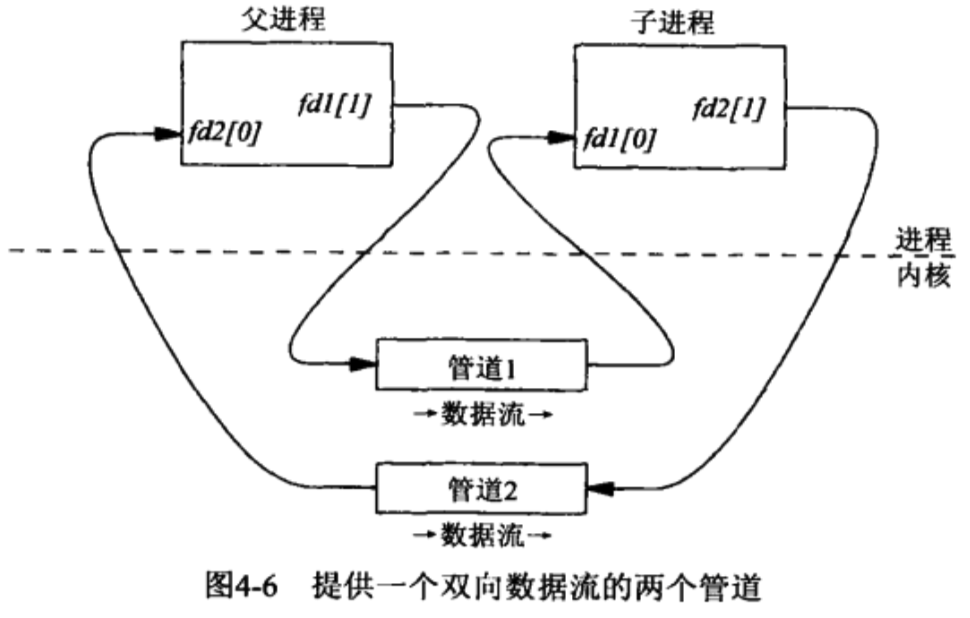 父进程
子进程
fd1[1]
fd2[0]
fd2[1]
fd1[0]
进程
内核
管道1
→数据流→
管道2
→数据流→
图4-6 提供一个双向数据流的两个管道